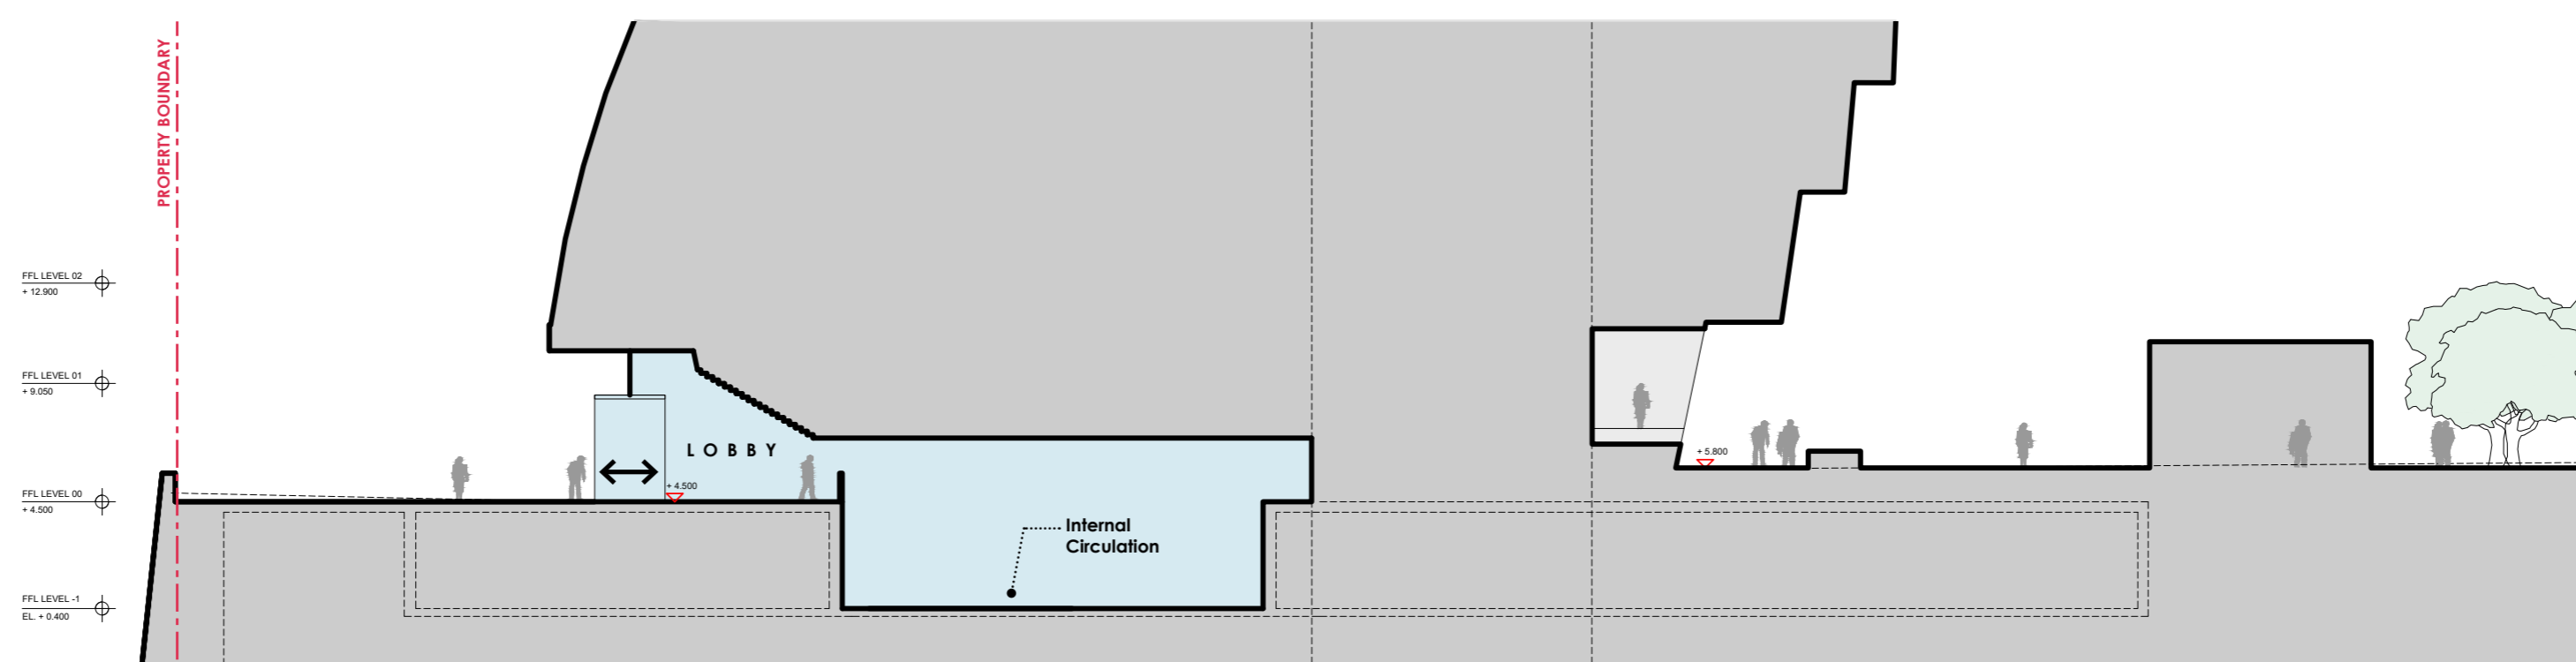 PROPERTY BOUNDARY
FFL LEVEL 02
+ 12.900
FFL LEVEL 01
+ 9.050
LOBBY
+ 5.800
+ 4.500
FFL LEVEL 00
+ 4.500
Internal
Circulation
FFL LEVEL -1
EL. + 0.400